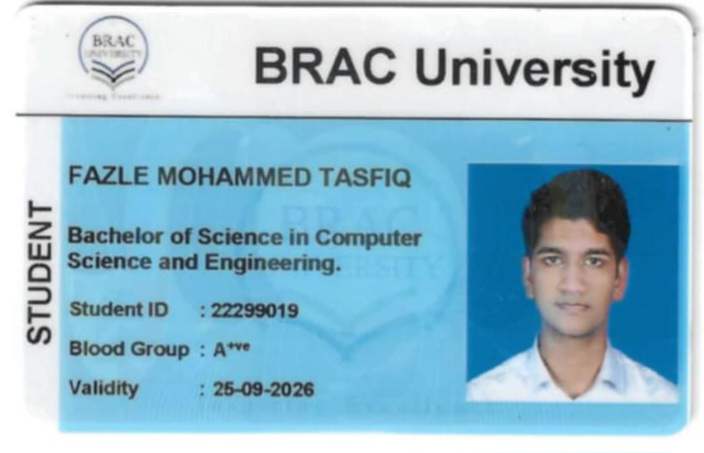 BRAC
UNIVERSITY
BRAC University
STUDENT
FAZLE MOHAMMED TASFIQ
Bachelor of Science in Computer
Science and Engineering.
Student ID : 22299019
Blood Group : A+ve
Validity : 25-09-2026
BRAC